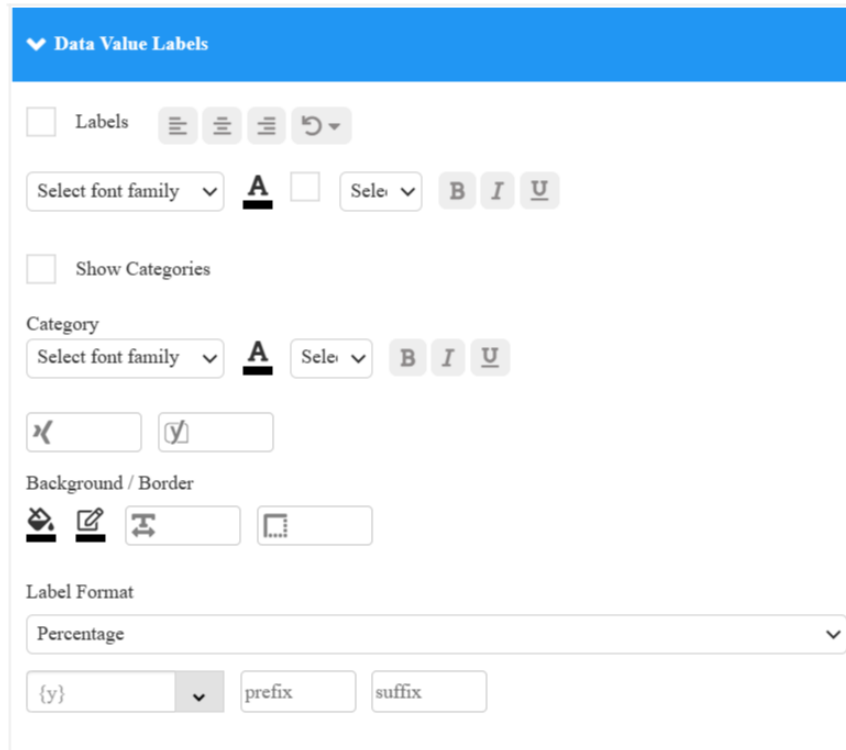 Data Value Labels
Labels
Select font family A Sele B I U
Show Categories
Category
Select font family A Sele B I U
y
Background / Border
T
Label Format
Percentage
{y} prefix suffix